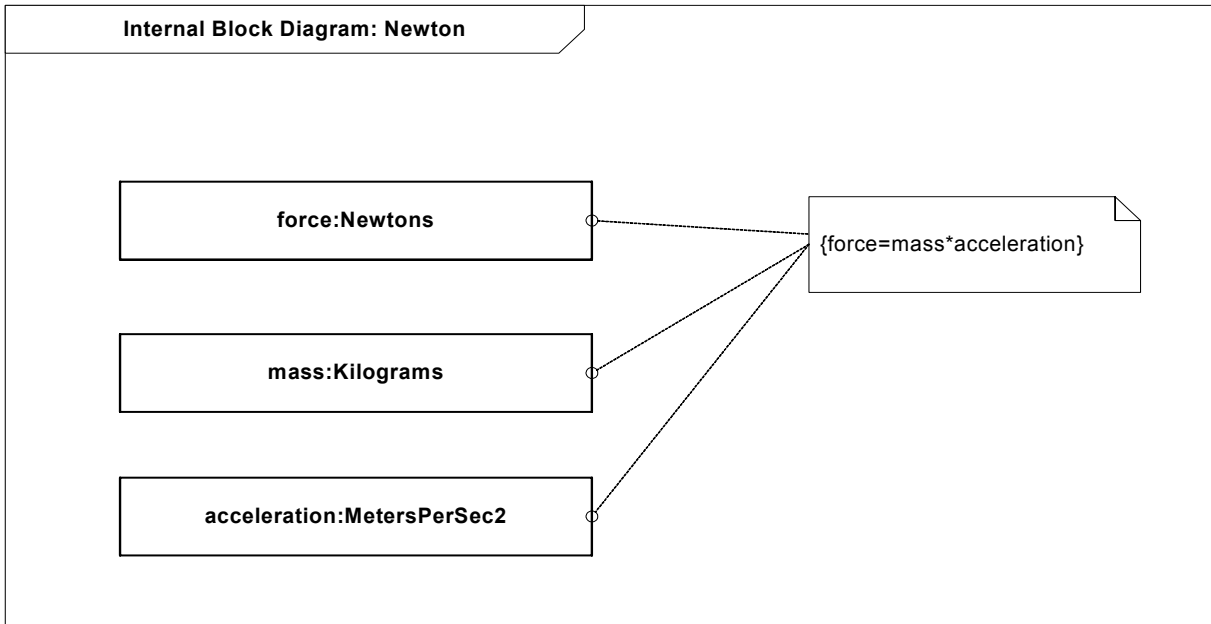 Internal Block Diagram: Newton
force:Newtons
{force=mass*acceleration}
mass:Kilograms
acceleration:MetersPerSec2